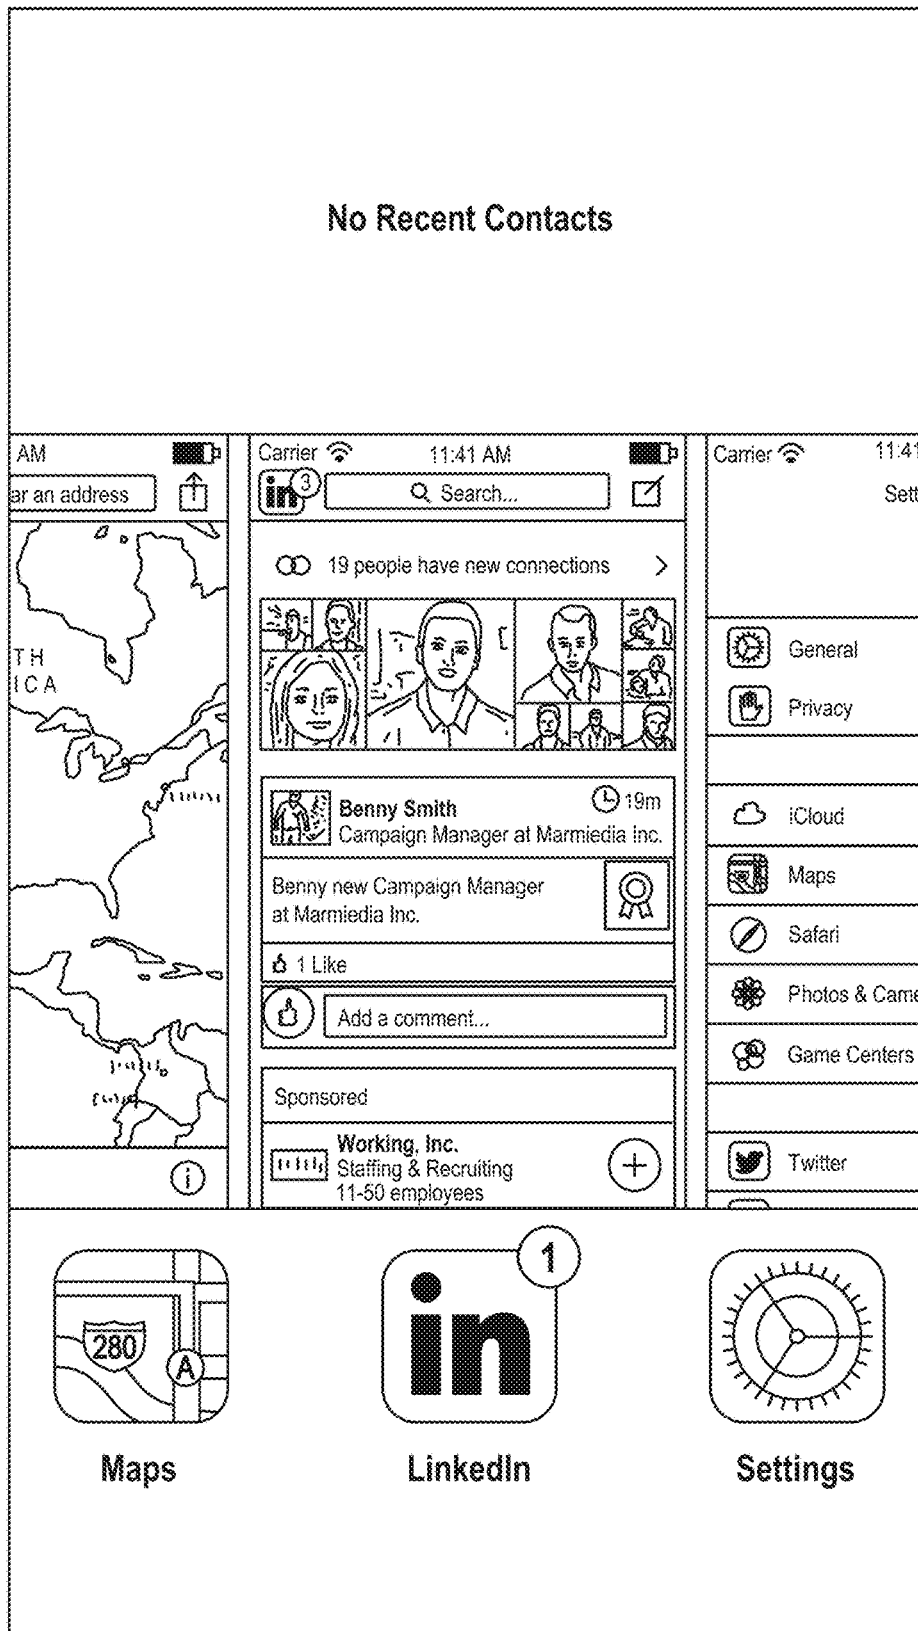 No Recent Contacts
AM
ar an address
TH
ICA
Carrier 11:41 AM
in 3
Search...
19 people have new connections
Benny Smith
19m
Campaign Manager at Marmiedia Inc.
Benny new Campaign Manager
at Marmiedia Inc.
1 Like
Add a comment...
Sponsored
Working, Inc.
Staffing & Recruiting
11-50 employees
Carrier 11:41
Sett
General
Privacy
iCloud
Maps
Safari
Photos & Came
Game Centers
Twitter
280
A
in
1
Maps
LinkedIn
Settings